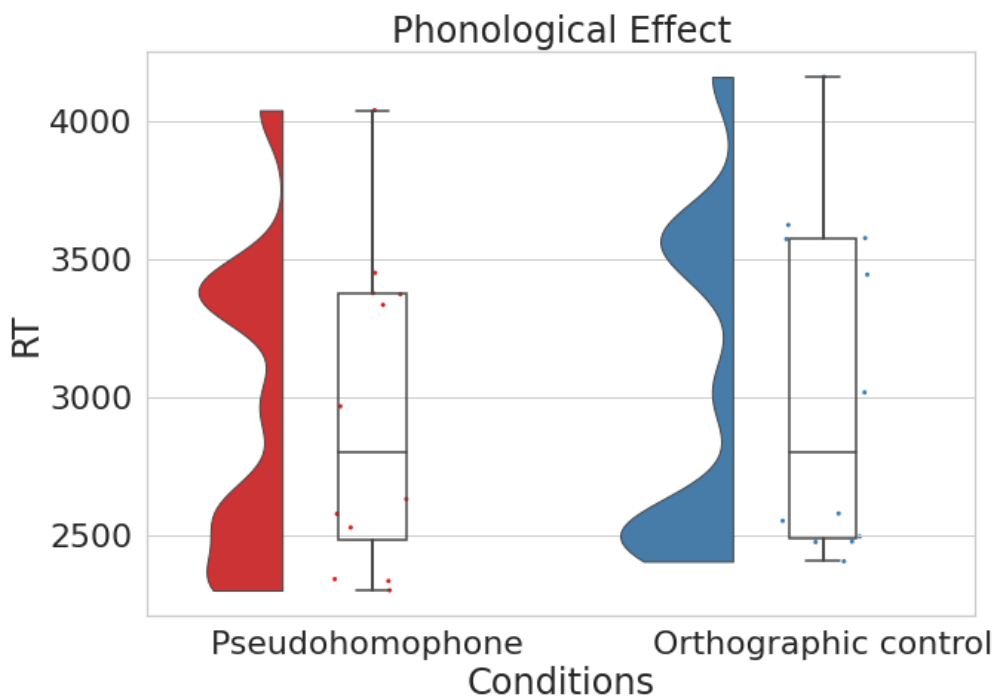 Phonological Effect
4000
3500
3000
2500
RT
Pseudohomophone
Orthographic control
Conditions